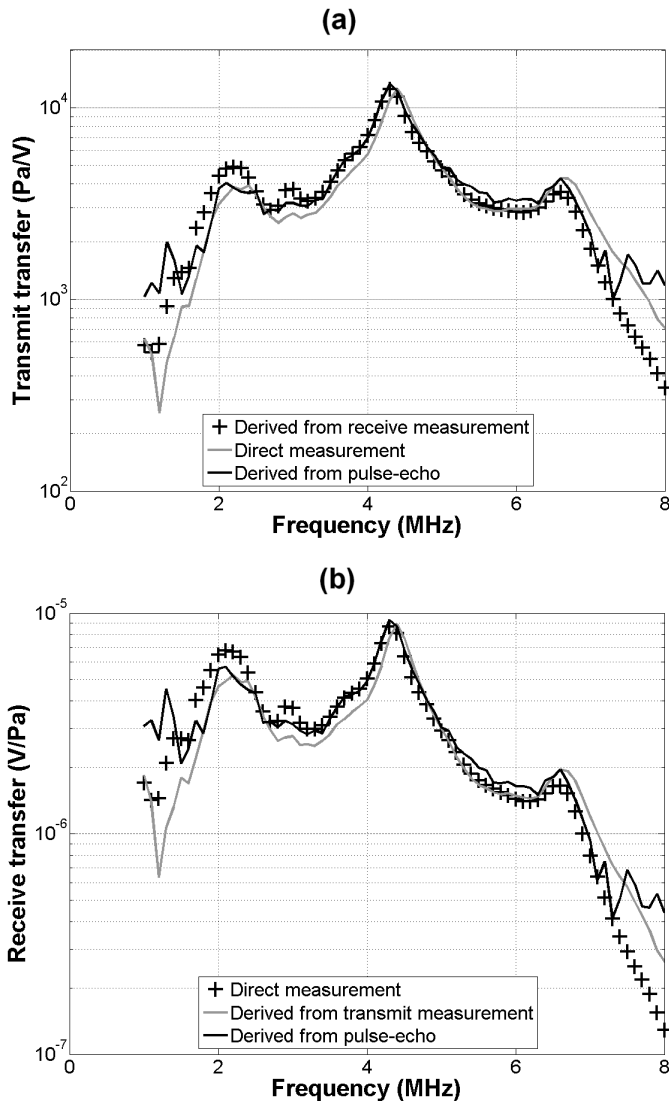 (a)
Transmit transfer (Pa/V)
10^4
10^3
10^2
+ Derived from receive measurement
Direct measurement
Derived from pulse-echo
0 2 4 6 8
Frequency (MHz)
(b)
Receive transfer (V/Pa)
10^-5
10^-6
10^-7
+ Direct measurement
Derived from transmit measurement
Derived from pulse-echo
0 2 4 6 8
Frequency (MHz)